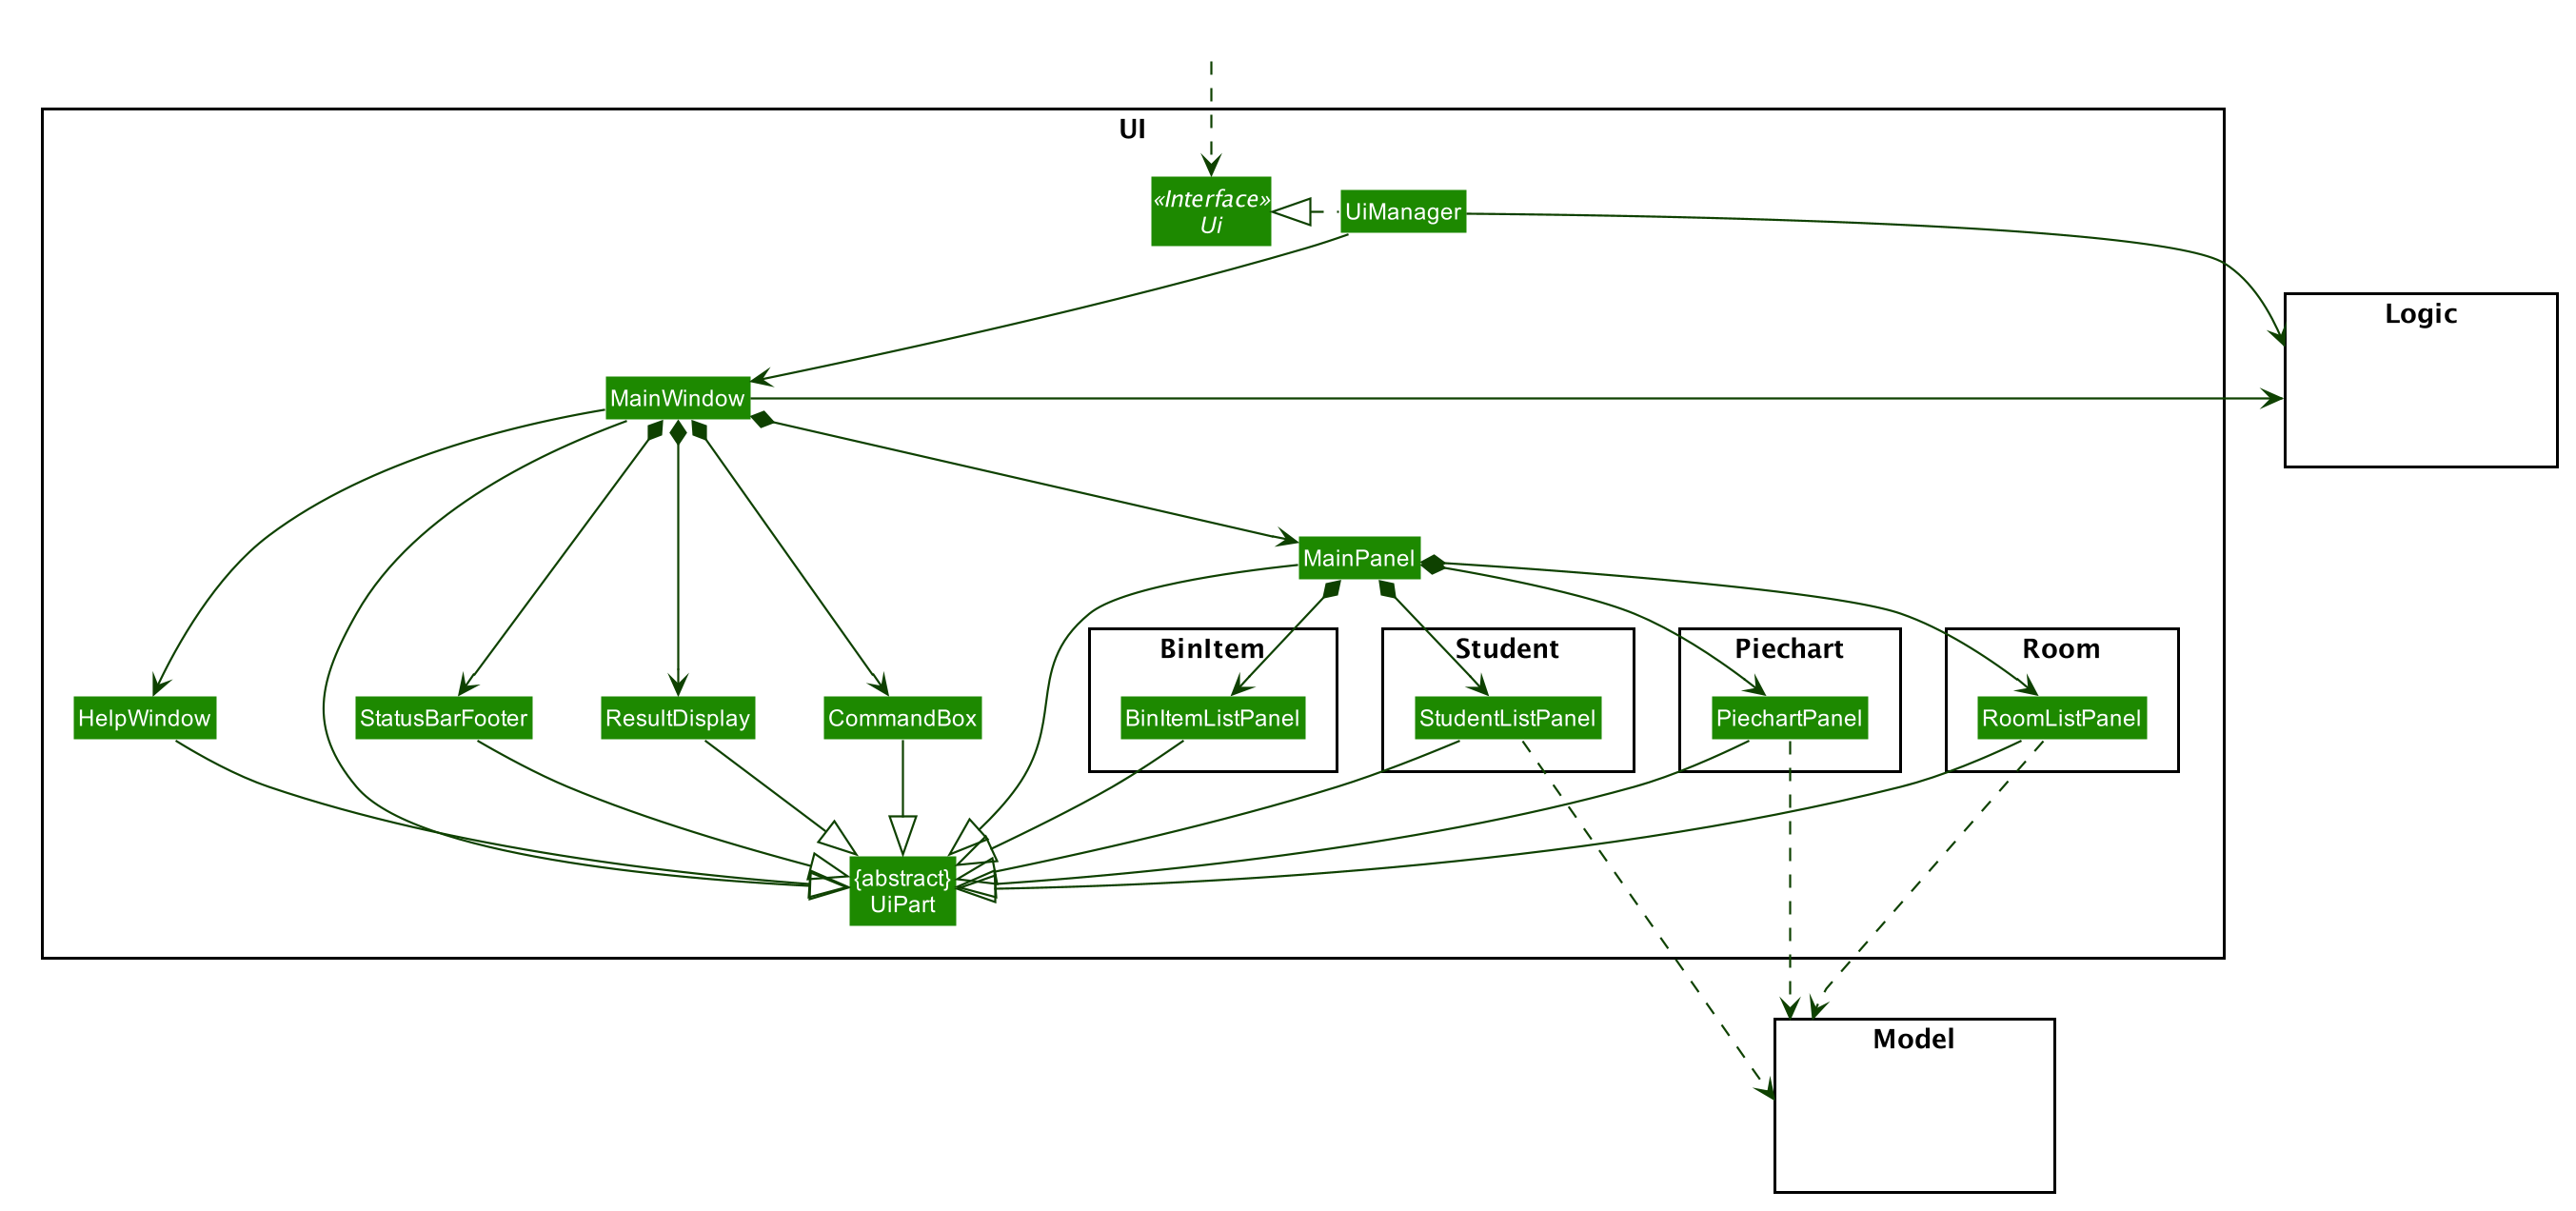 UI
«Interface»
Ui
UiManager
Logic
MainWindow
MainPanel
BinItem
Student
Piechart
Room
HelpWindow
StatusBarFooter
ResultDisplay
CommandBox
BinItemListPanel
StudentListPanel
PiechartPanel
RoomListPanel
{abstract}
UiPart
Model